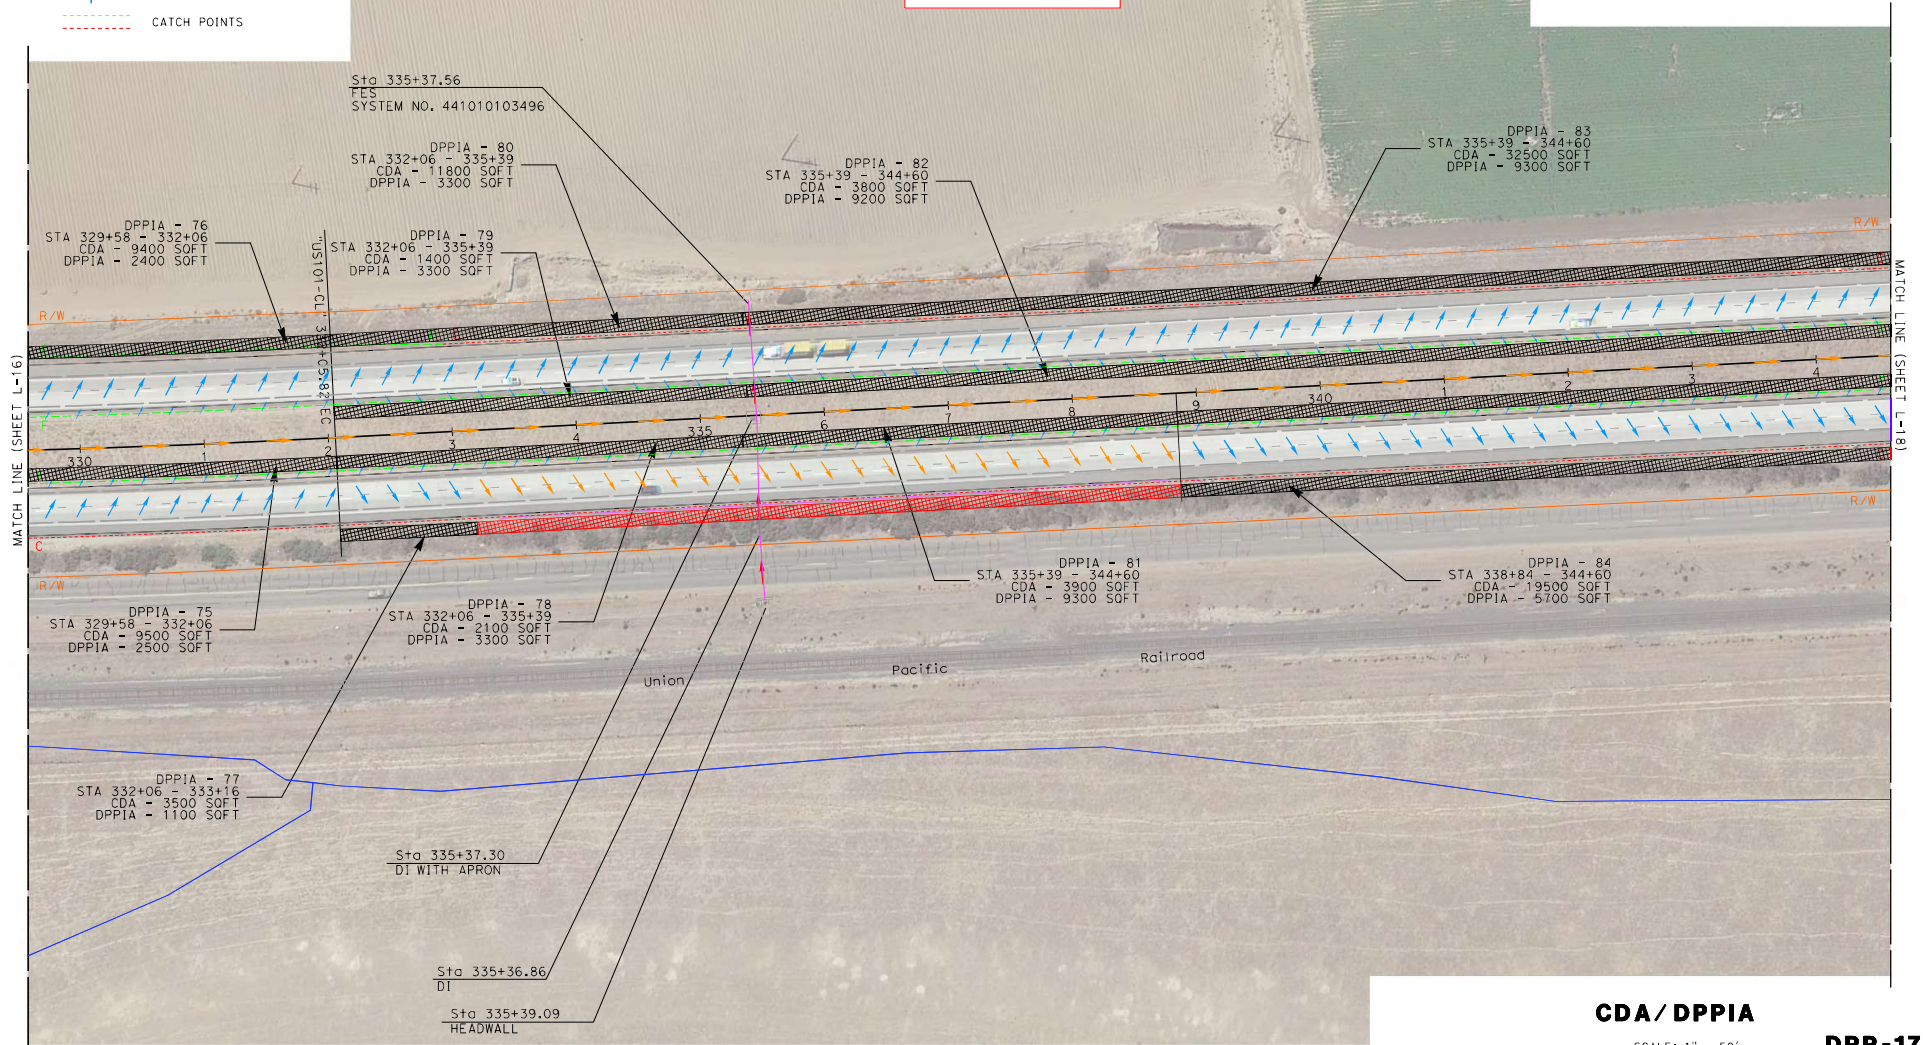 CATCH POINTS
Sta 335+37.56
FES
SYSTEM NO. 441010103496
DPPIA - 80
STA 332+06 - 335+39
CDA - 11800 SQFT
DPPIA - 3300 SQFT
DPPIA - 82
STA 335+39 - 344+60
CDA - 3800 SQFT
DPPIA - 9200 SQFT
DPPIA - 83
STA 335+39 - 344+60
CDA - 32500 SQFT
DPPIA - 9300 SQFT
DPPIA - 76
STA 329+58 - 332+06
CDA - 9400 SQFT
DPPIA - 2400 SQFT
DPPIA - 79
STA 332+06 - 335+39
CDA - 1400 SQFT
DPPIA - 3300 SQFT
R/W
R/W
MATCH LINE (SHEET L-16)
MATCH LINE (SHEET L-18)
F
C
330
1
2
3
4
335
6
7
8
9
340
1
2
3
4
R/W
R/W
DPPIA - 75
STA 329+58 - 332+06
CDA - 9500 SQFT
DPPIA - 2500 SQFT
DPPIA - 78
STA 332+06 - 335+39
CDA - 2100 SQFT
DPPIA - 3300 SQFT
DPPIA - 81
STA 335+39 - 344+60
CDA - 3900 SQFT
DPPIA - 9300 SQFT
DPPIA - 84
STA 338+84 - 344+60
CDA - 19500 SQFT
DPPIA - 5700 SQFT
Union Pacific Railroad
DPPIA - 77
STA 332+06 - 333+16
CDA - 3500 SQFT
DPPIA - 1100 SQFT
Sta 335+37.30
DI WITH APRON
Sta 335+36.86
DI
Sta 335+39.09
HEADWALL
CDA/DPPIA